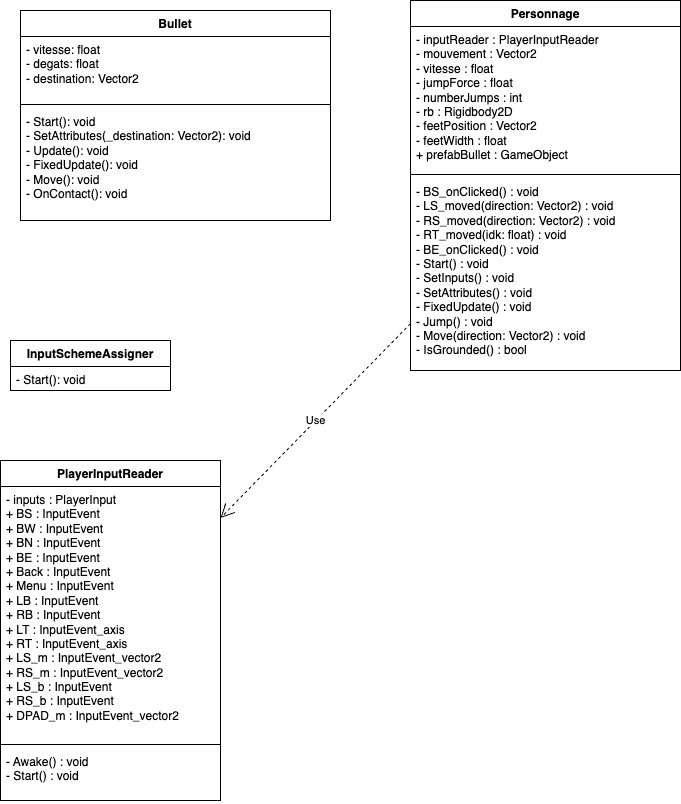 Bullet
- vitesse: float
- degats: float
- destination: Vector2
- Start(): void
- SetAttributes(_destination: Vector2): void
- Update(): void
- FixedUpdate(): void
- Move(): void
- OnContact(): void
Personnage
- inputReader : PlayerInputReader
- mouvement : Vector2
- vitesse : float
- jumpForce : float
- numberJumps : int
- rb : Rigidbody2D
- feetPosition : Vector2
- feetWidth : float
+ prefabBullet : GameObject
- BS_onClicked() : void
- LS_moved(direction: Vector2) : void
- RS_moved(direction: Vector2) : void
- RT_moved(idk: float) : void
- BE_onClicked() : void
- Start() : void
- SetInputs() : void
- SetAttributes() : void
- FixedUpdate() : void
- Jump() : void
- Move(direction: Vector2) : void
- IsGrounded() : bool
InputSchemeAssigner
- Start(): void
Use
PlayerInputReader
- inputs : PlayerInput
+ BS : InputEvent
+ BW : InputEvent
+ BN : InputEvent
+ BE : InputEvent
+ Back : InputEvent
+ Menu : InputEvent
+ LB : InputEvent
+ RB : InputEvent
+ LT : InputEvent_axis
+ RT : InputEvent_axis
+ LS_m : InputEvent_vector2
+ RS_m : InputEvent_vector2
+ LS_b : InputEvent
+ RS_b : InputEvent
+ DPAD_m : InputEvent_vector2
- Awake() : void
- Start() : void